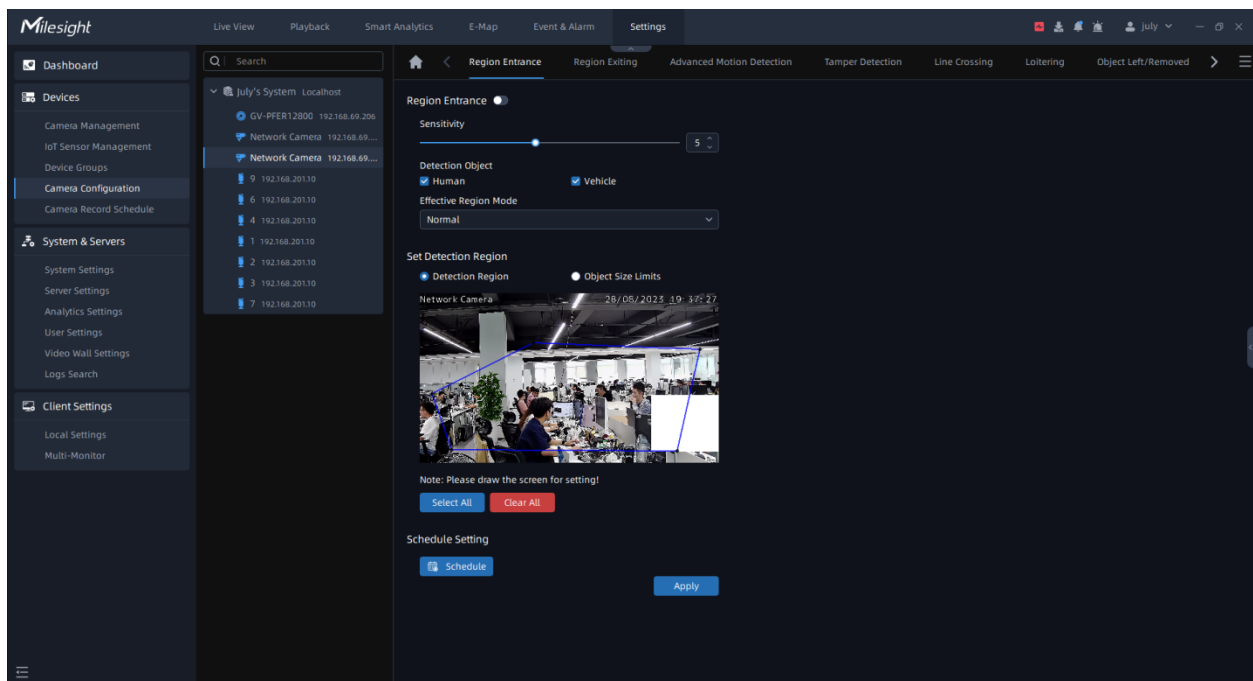 Milesight
Live View Playback Smart Analytics E-Map Event & Alarm Settings
july
Dashboard
Devices
Camera Management
IoT Sensor Management
Device Groups
Camera Configuration
Camera Record Schedule
System & Servers
System Settings
Server Settings
Analytics Settings
User Settings
Video Wall Settings
Logs Search
Client Settings
Local Settings
Multi-Monitor
Search
July's System Localhost
GV-PFER12800 192.168.69.206
Network Camera 192.168.69....
Network Camera 192.168.69....
9 192.168.201.10
6 192.168.201.10
4 192.168.201.10
1 192.168.201.10
2 192.168.201.10
3 192.168.201.10
7 192.168.201.10
Region Entrance Region Exiting Advanced Motion Detection Tamper Detection Line Crossing Loitering Object Left/Removed
Region Entrance
Sensitivity
5
Detection Object
Human Vehicle
Effective Region Mode
Normal
Set Detection Region
Detection Region Object Size Limits
Network Camera 28/08/2023 19:37:27
Note: Please draw the screen for setting!
Select All Clear All
Schedule Setting
Schedule
Apply